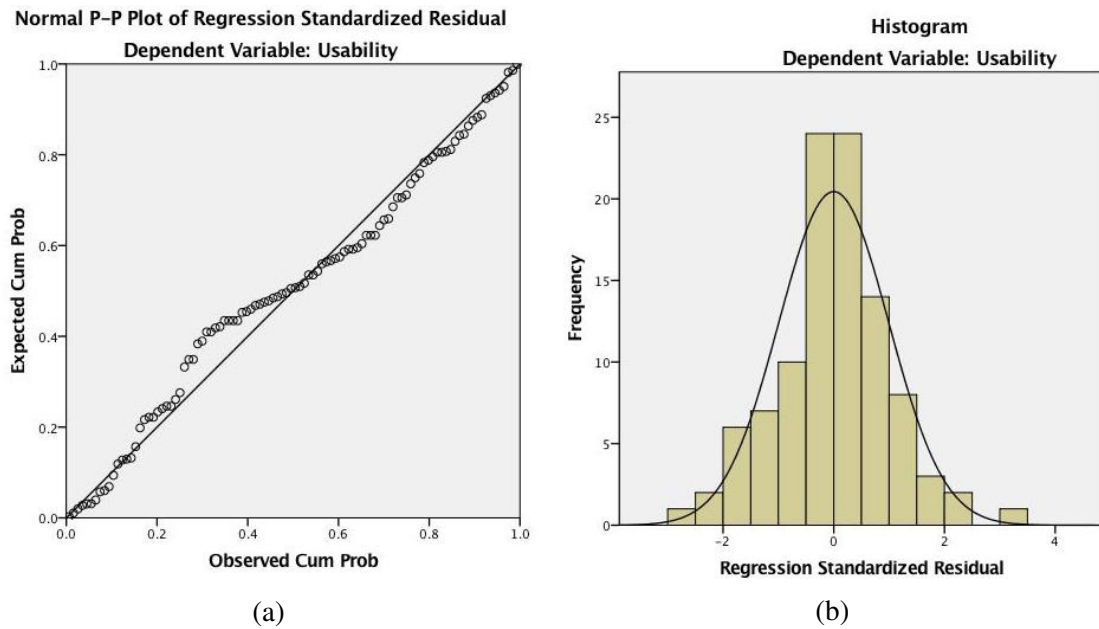 Normal P-P Plot of Regression Standardized Residual
Dependent Variable: Usability
1.0
0.8
0.6
0.4
0.2
0.0
Expected Cum Prob
0.0 0.2 0.4 0.6 0.8 1.0
Observed Cum Prob
(a)
Histogram
Dependent Variable: Usability
25
20
15
10
5
0
Frequency
-2 0 2 4
Regression Standardized Residual
(b)